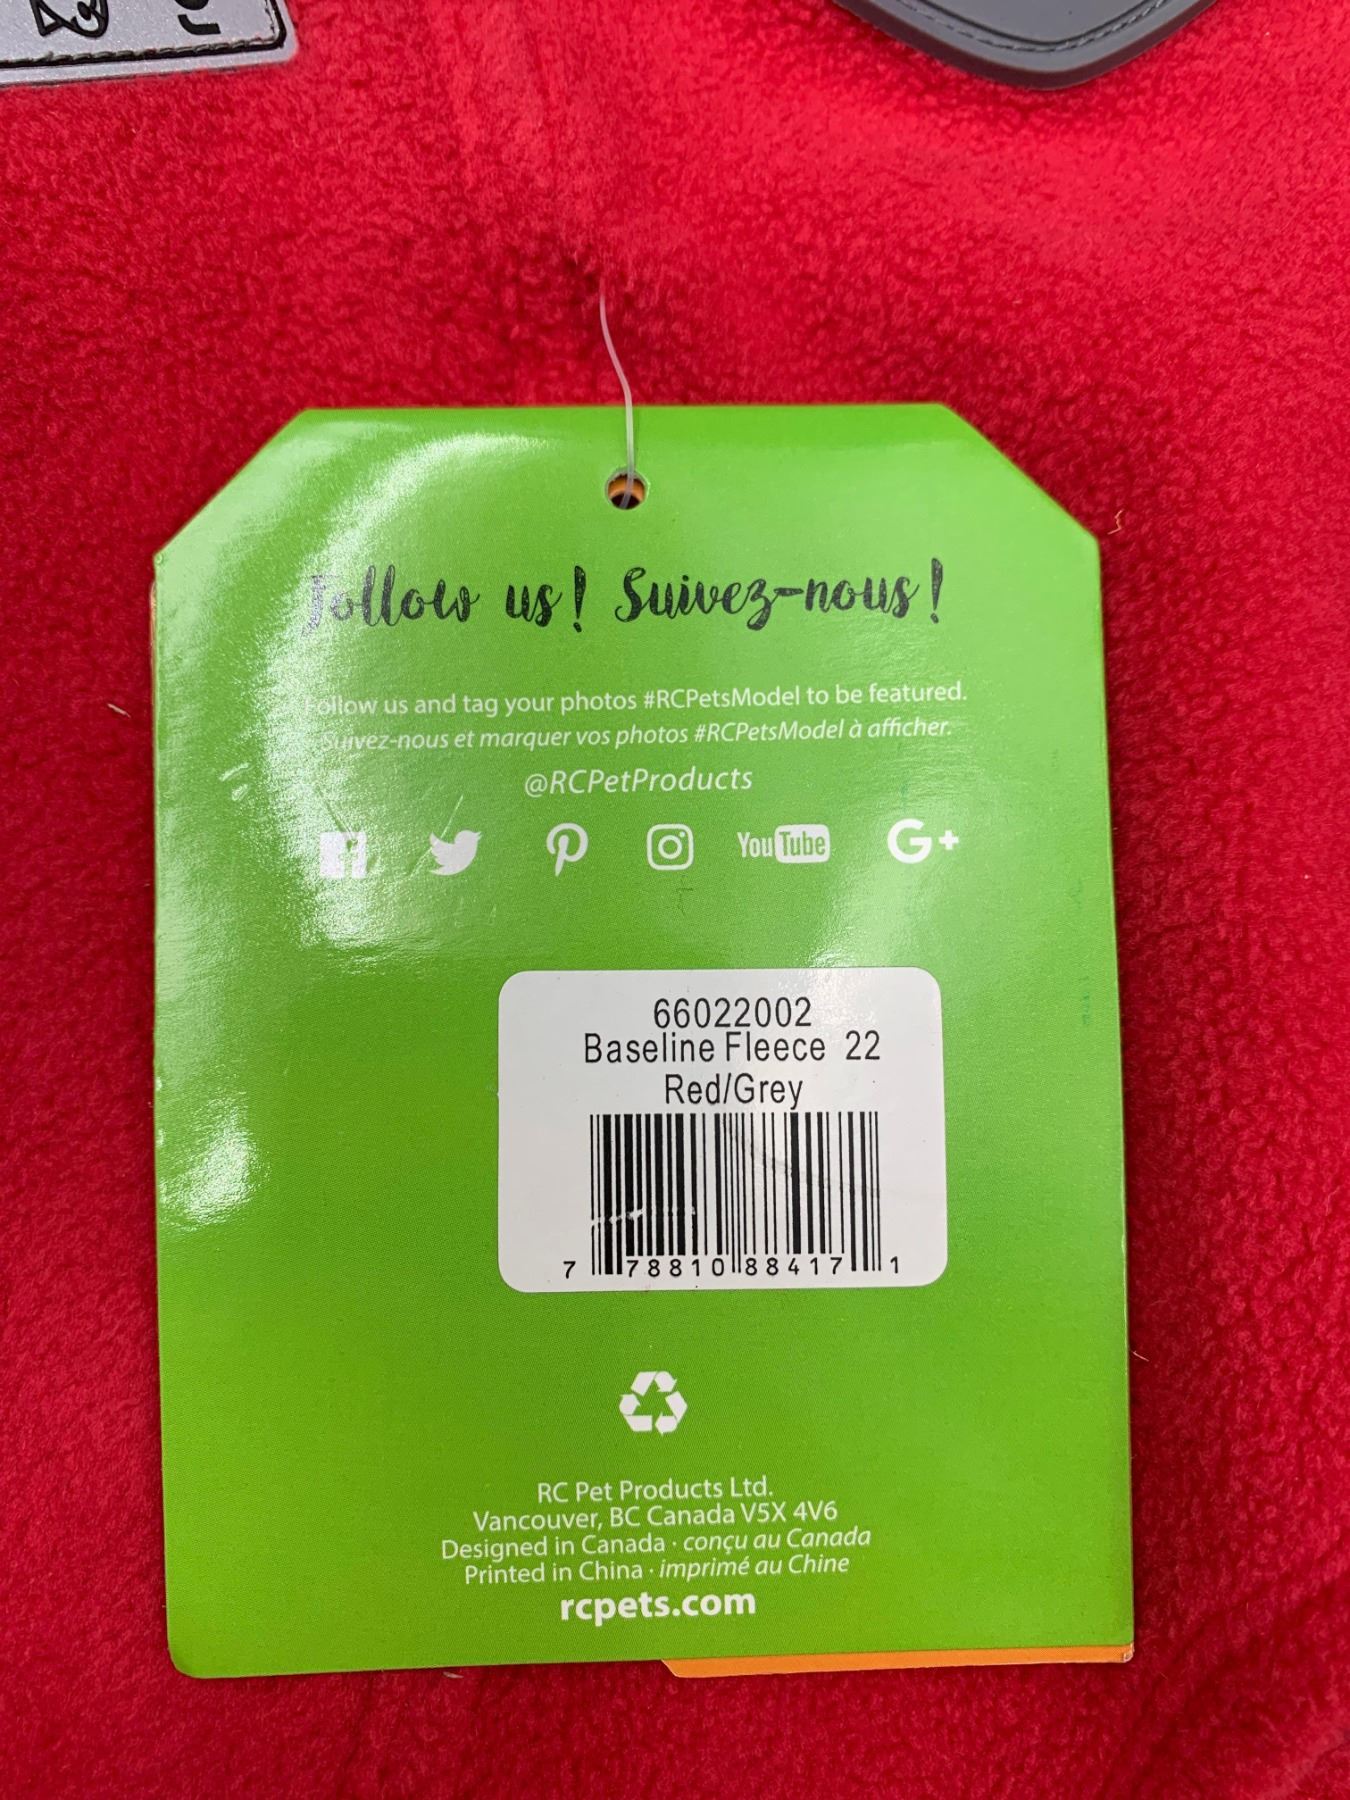 Follow us! Suivez-nous!
Follow us and tag your photos #RCPetsModel to be featured.
Suivez-nous et marquer vos photos #RCPetsModel à afficher.
@RCPetProducts
You Tube G+
66022002
Baseline Fleece 22
Red/Grey
7 78810 88417 1
RC Pet Products Ltd.
Vancouver, BC Canada V5X 4V6
Designed in Canada · conçu au Canada
Printed in China · imprimé au Chine
rcpets.com